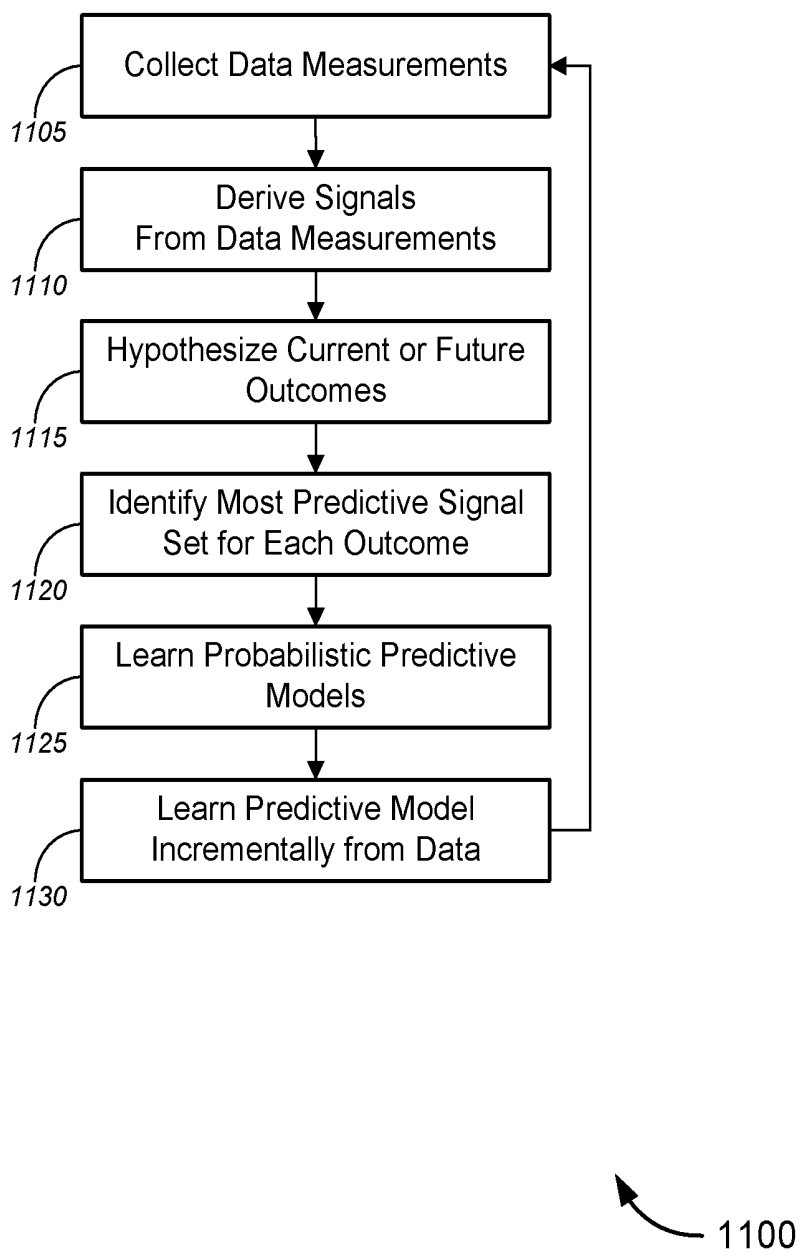 Collect Data Measurements
1105
Derive Signals
From Data Measurements
1110
Hypothesize Current or Future
Outcomes
1115
Identify Most Predictive Signal
Set for Each Outcome
1120
Learn Probabilistic Predictive
Models
1125
Learn Predictive Model
Incrementally from Data
1130
1100